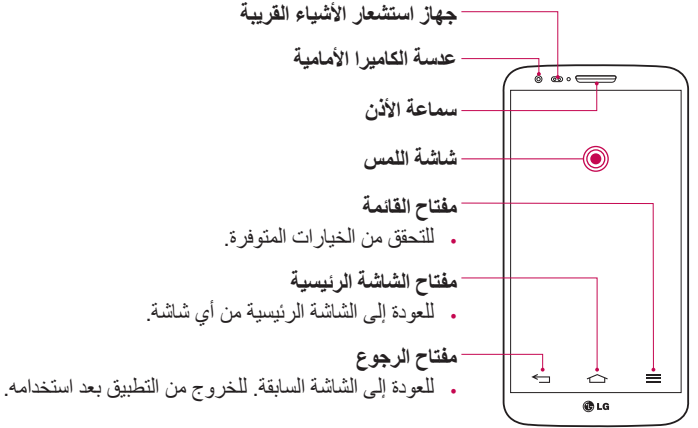 جهاز استشعار الأشياء القريبة
عدسة الكاميرا الأمامية
سماعة الأذن
شاشة اللمس
مفتاح القائمة
• للتحقق من الخيارات المتوفرة.
مفتاح الشاشة الرئيسية
• للعودة إلى الشاشة الرئيسية من أي شاشة.
مفتاح الرجوع
• للعودة إلى الشاشة السابقة. للخروج من التطبيق بعد استخدامه.
LG